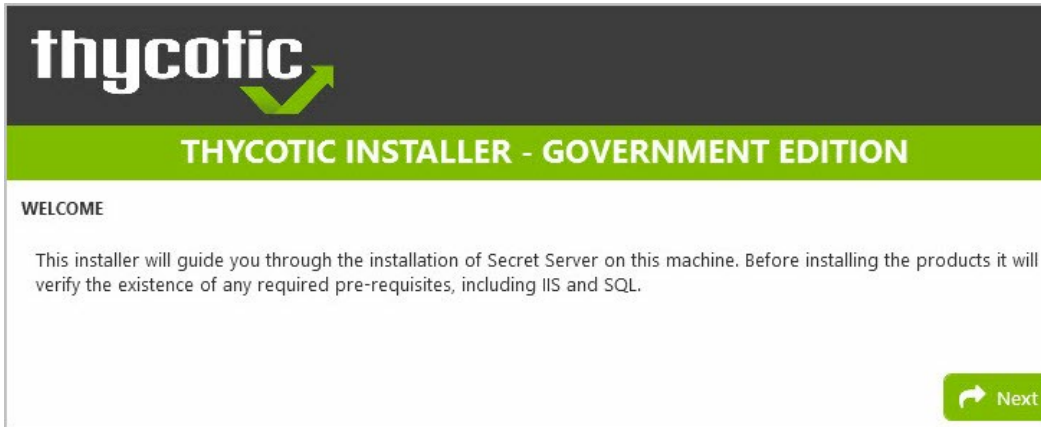 thycotic
THYCOTIC INSTALLER - GOVERNMENT EDITION
WELCOME
This installer will guide you through the installation of Secret Server on this machine. Before installing the products it will
verify the existence of any required pre-requisites, including IIS and SQL.
Next